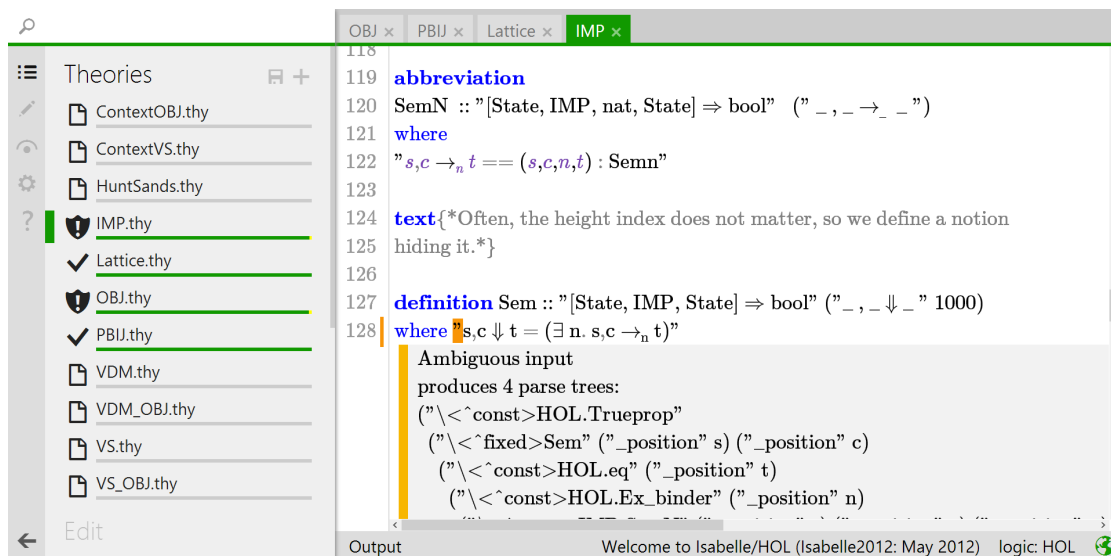 OBJ × PBIJ × Lattice × IMP ×
Theories
ContextOBJ.thy
ContextVS.thy
HuntSands.thy
IMP.thy
Lattice.thy
OBJ.thy
PBIJ.thy
VDM.thy
VDM_OBJ.thy
VS.thy
VS_OBJ.thy
Edit
118
119 abbreviation
120 SemN :: "[State, IMP, nat, State] ⇒ bool" (" _ , _ →_ _ ")
121 where
122 "s,c →ₙ t == (s,c,n,t) : Semn"
123
124 text{*Often, the height index does not matter, so we define a notion
125 hiding it.*}
126
127 definition Sem :: "[State, IMP, State] ⇒ bool" ("_ , _ ⇓ _" 1000)
128 where "s,c ⇓ t = (∃ n. s,c →ₙ t)"
Ambiguous input
produces 4 parse trees:
("\<^const>HOL.Trueprop"
("\<^fixed>Sem" ("_position" s) ("_position" c)
("\<^const>HOL.eq" ("_position" t)
("\<^const>HOL.Ex_binder" ("_position" n)
Output Welcome to Isabelle/HOL (Isabelle2012: May 2012) logic: HOL